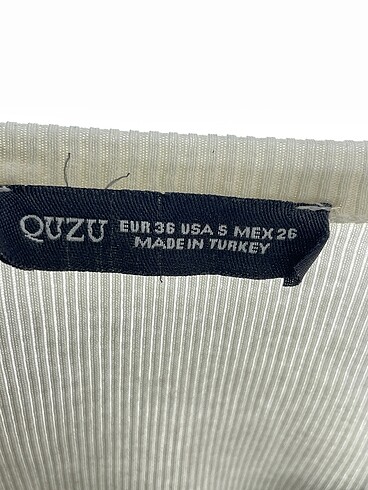 QUZU EUR 36 USA S MEX 26
MADE IN TURKEY